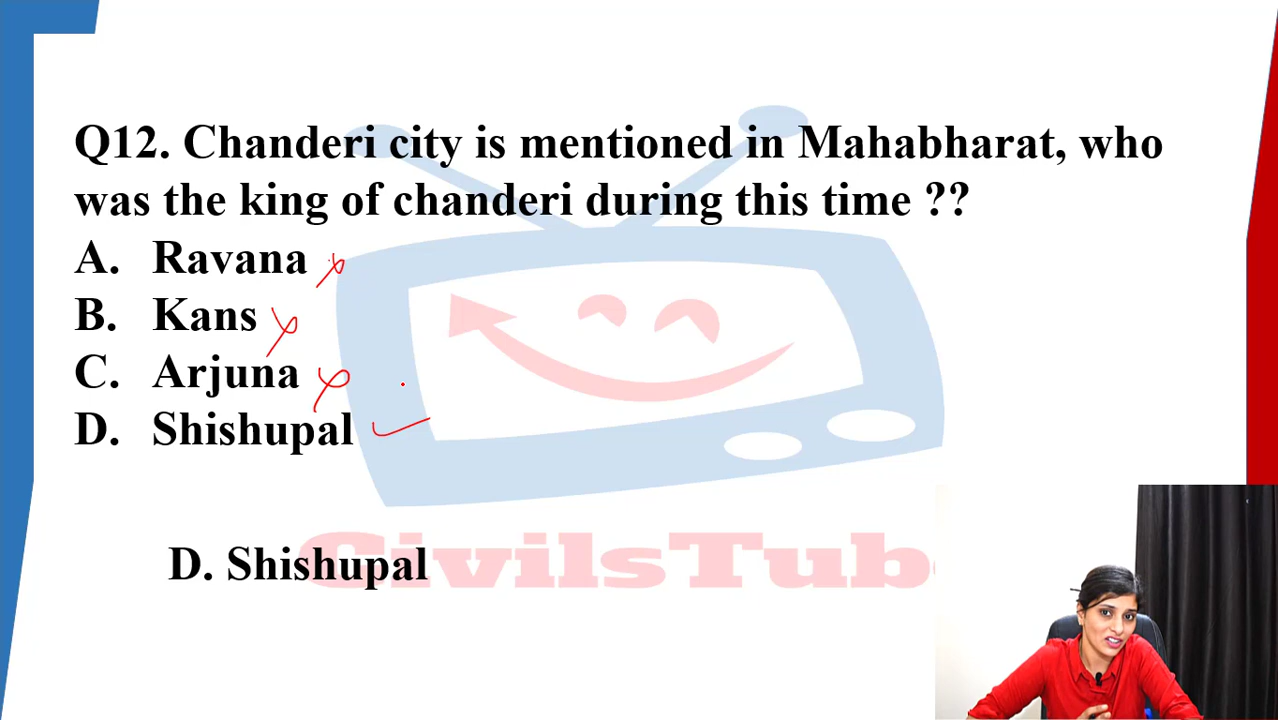 Q12. Chanderi city is mentioned in Mahabharat, who
was the king of chanderi during this time ??
A. Ravana
B. Kans
C. Arjuna
D. Shishupal
D. Shishupal
CivilsTub